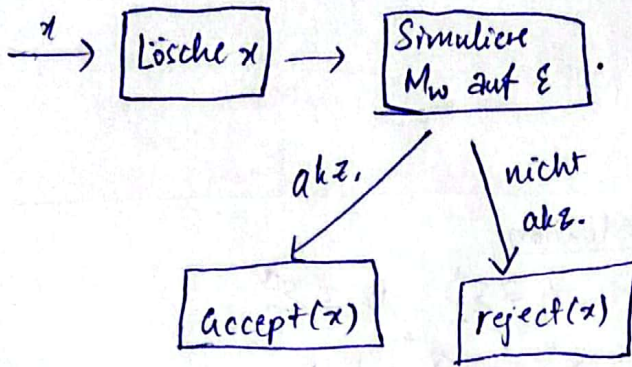 x
Lösche x
Simuliere
M_w auf ε
.
akz.
nicht
akz.
accept(x)
reject(x)